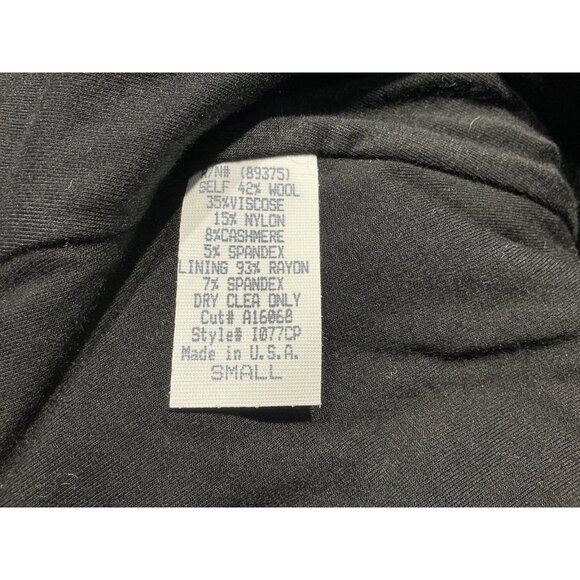 R/N# (89375)
SELF 42% WOOL
35%VISCOSE
15% NYLON
8%CASHMERE
5% SPANDEX
LINING 93% RAYON
7% SPANDEX
DRY CLEA ONLY
Cut# A16068
Style# I077CP
Made in U.S.A.
SMALL